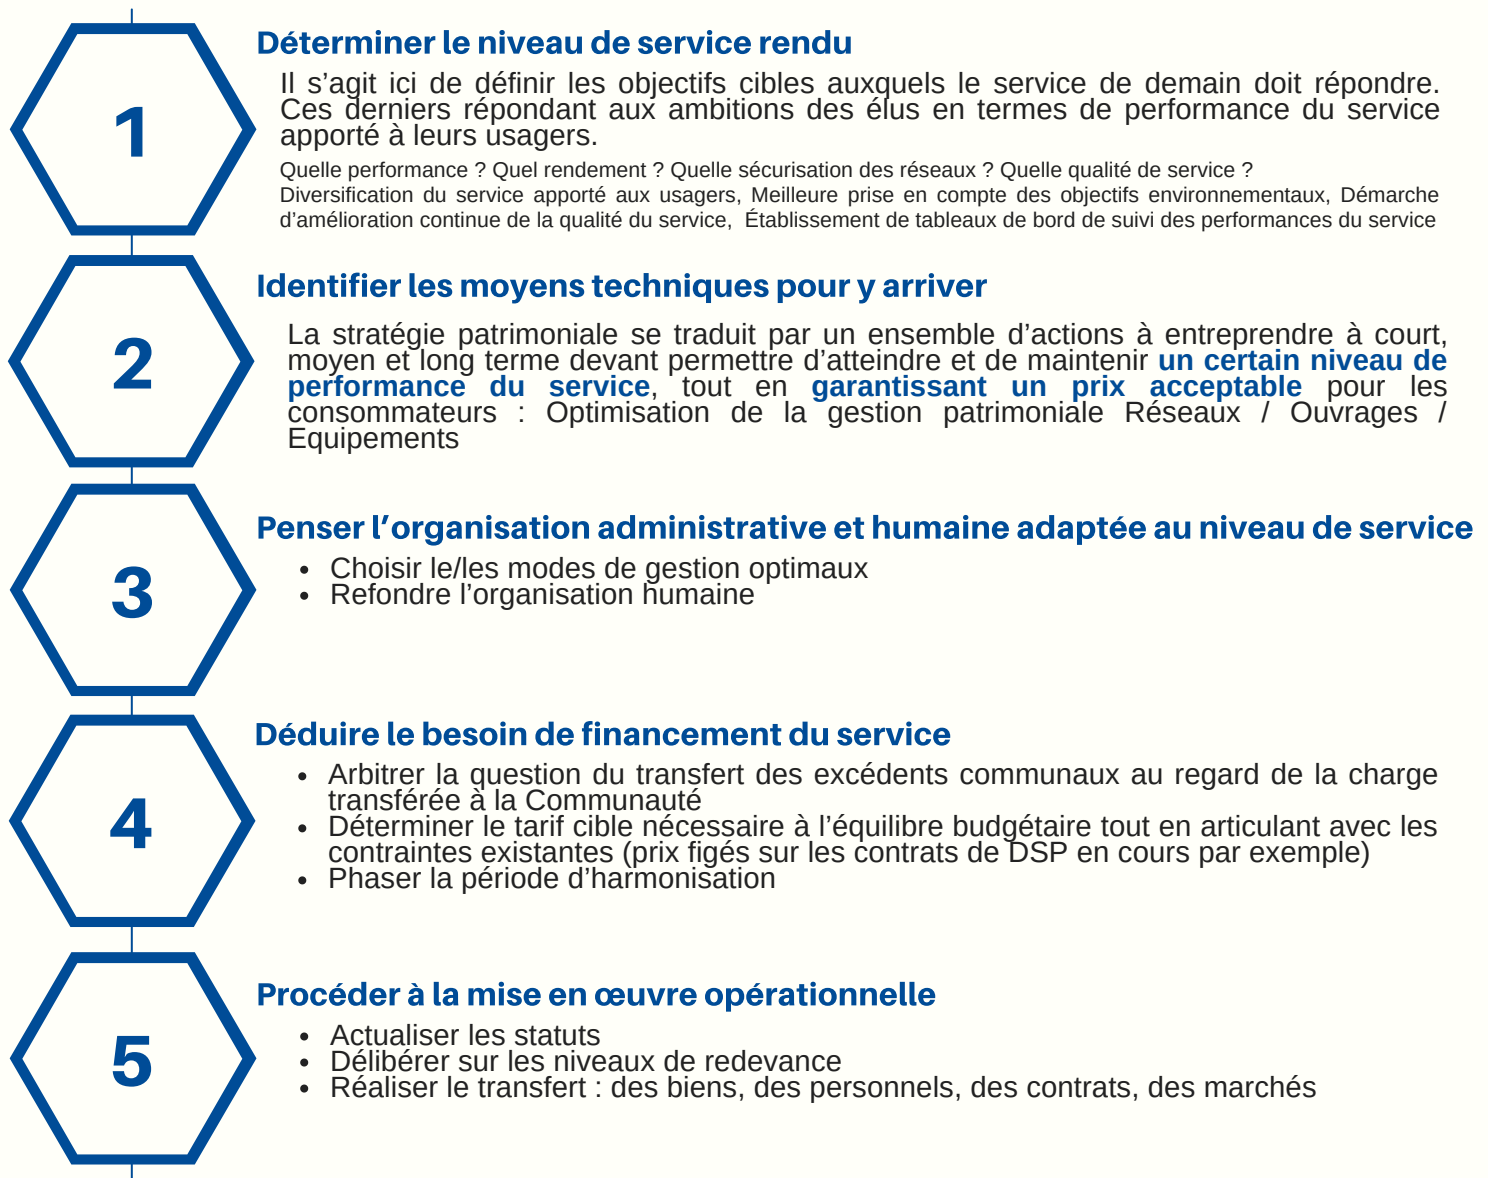 1
Déterminer le niveau de service rendu
Il s’agit ici de définir les objectifs cibles auxquels le service de demain doit répondre.
Ces derniers répondant aux ambitions des élus en termes de performance du service
apporté à leurs usagers.
Quelle performance ? Quel rendement ? Quelle sécurisation des réseaux ? Quelle qualité de service ?
Diversification du service apporté aux usagers, Meilleure prise en compte des objectifs environnementaux, Démarche
d’amélioration continue de la qualité du service, Établissement de tableaux de bord de suivi des performances du service
2
Identifier les moyens techniques pour y arriver
La stratégie patrimoniale se traduit par un ensemble d’actions à entreprendre à court,
moyen et long terme devant permettre d’atteindre et de maintenir un certain niveau de
performance du service, tout en garantissant un prix acceptable pour les
consommateurs : Optimisation de la gestion patrimoniale Réseaux / Ouvrages /
Equipements
3
Penser l’organisation administrative et humaine adaptée au niveau de service
• Choisir le/les modes de gestion optimaux
• Refondre l’organisation humaine
4
Déduire le besoin de financement du service
• Arbitrer la question du transfert des excédents communaux au regard de la charge
transférée à la Communauté
• Déterminer le tarif cible nécessaire à l’équilibre budgétaire tout en articulant avec les
contraintes existantes (prix figés sur les contrats de DSP en cours par exemple)
• Phaser la période d’harmonisation
5
Procéder à la mise en œuvre opérationnelle
• Actualiser les statuts
• Délibérer sur les niveaux de redevance
• Réaliser le transfert : des biens, des personnels, des contrats, des marchés